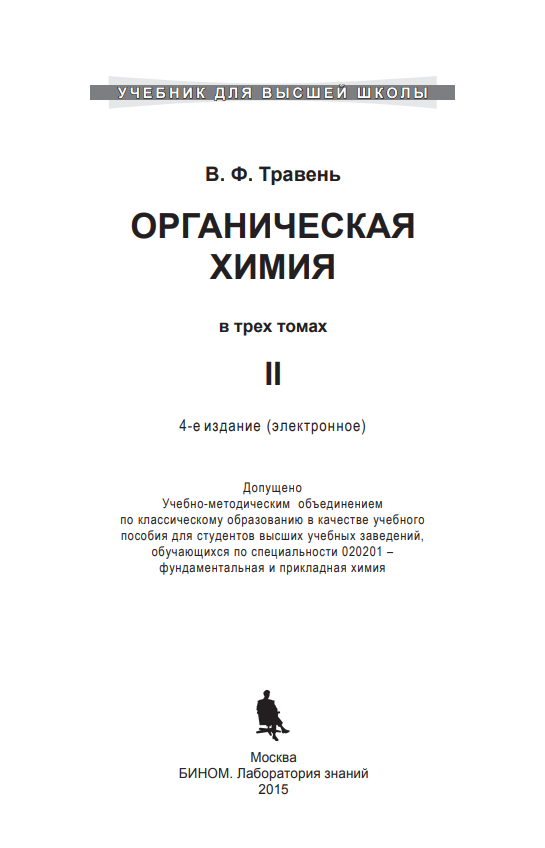 УЧЕБНИК ДЛЯ ВЫСШЕЙ ШКОЛЫ
В. Ф. Травень
ОРГАНИЧЕСКАЯ
ХИМИЯ
в трех томах
II
4-е издание (электронное)
Допущено
Учебно-методическим объединением
по классическому образованию в качестве учебного
пособия для студентов высших учебных заведений,
обучающихся по специальности 020201 –
фундаментальная и прикладная химия
Москва
БИНОМ. Лаборатория знаний
2015